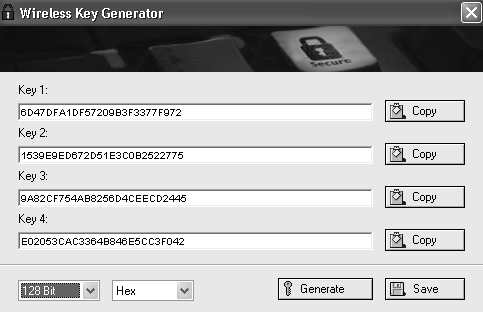 Wireless Key Generator
Secure
Key 1:
6D47DFA1DF57209B3F3377F972
Copy
Key 2:
1539E9ED672D51E3C0B2522775
Copy
Key 3:
9A82CF754AB8256D4CEECD2445
Copy
Key 4:
E02053CAC3364B846E5CC3F042
Copy
128 Bit
Hex
Generate
Save